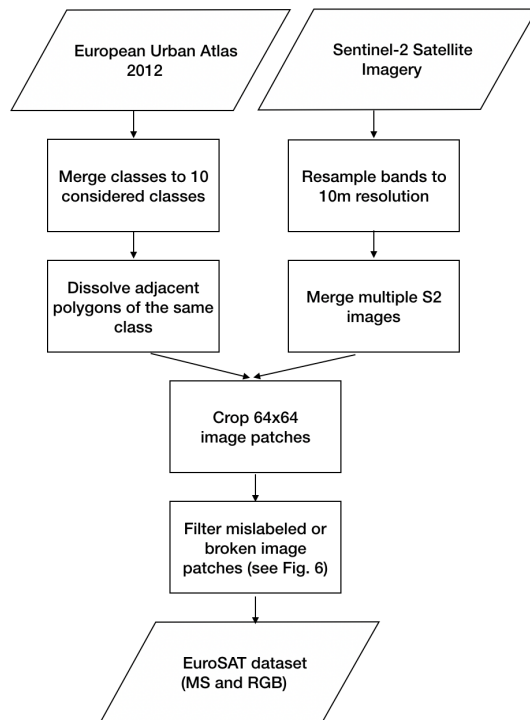 European Urban Atlas
2012
Sentinel-2 Satellite
Imagery
Merge classes to 10
considered classes
Resample bands to
10m resolution
Dissolve adjacent
polygons of the same
class
Merge multiple S2
images
Crop 64x64
image patches
Filter mislabeled or
broken image
patches (see Fig. 6)
EuroSAT dataset
(MS and RGB)